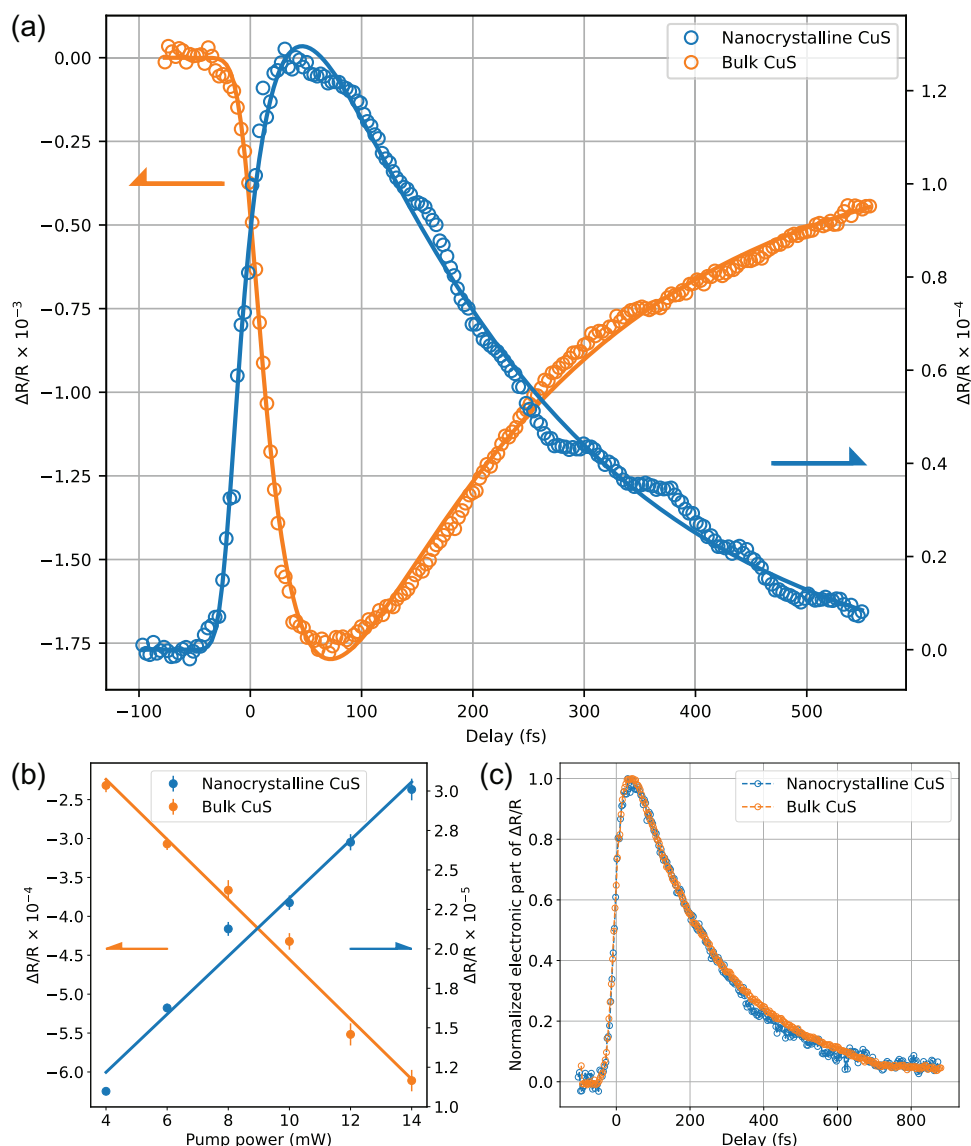 (a)
Nanocrystalline CuS
Bulk CuS
0.00
−0.25
−0.50
−0.75
−1.00
−1.25
−1.50
−1.75
ΔR/R × 10⁻³
1.2
1.0
0.8
0.6
0.4
0.2
0.0
ΔR/R × 10⁻⁴
−100 0 100 200 300 400 500
Delay (fs)
(b)
Nanocrystalline CuS
Bulk CuS
−2.5
−3.0
−3.5
−4.0
−4.5
−5.0
−5.5
−6.0
ΔR/R × 10⁻⁴
3.0
2.8
2.5
2.2
2.0
1.8
1.5
1.2
1.0
ΔR/R × 10⁻⁵
4 6 8 10 12 14
Pump power (mW)
(c)
Nanocrystalline CuS
Bulk CuS
1.0
0.8
0.6
0.4
0.2
0.0
Normalized electronic part of ΔR/R
0 200 400 600 800
Delay (fs)